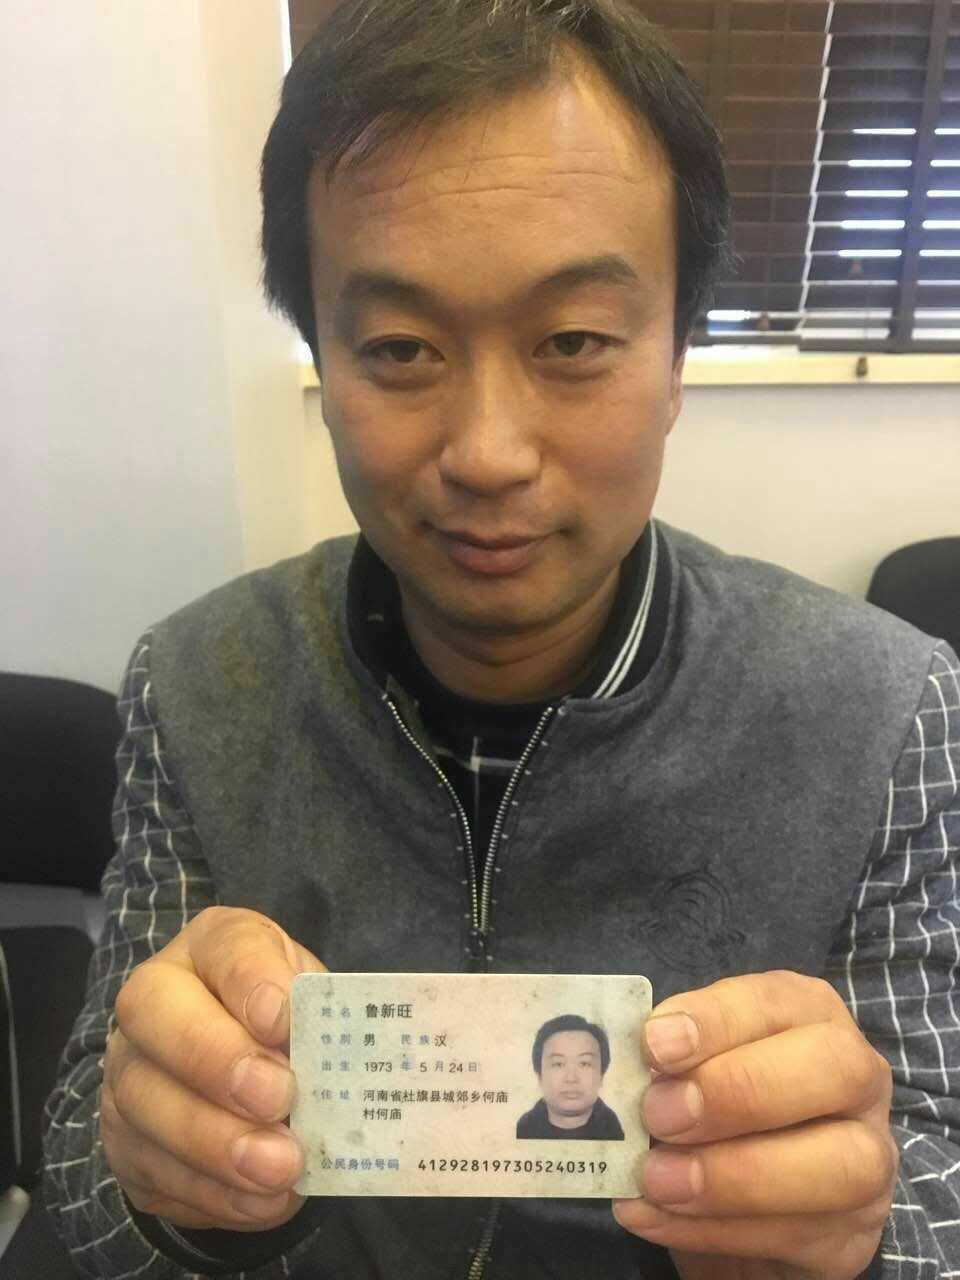 姓名 鲁新旺
性别 男 民族 汉
出生 1973 年 5 月 24 日
住址 河南省社旗县城郊乡何庙
村何庙
公民身份号码 412928197305240319